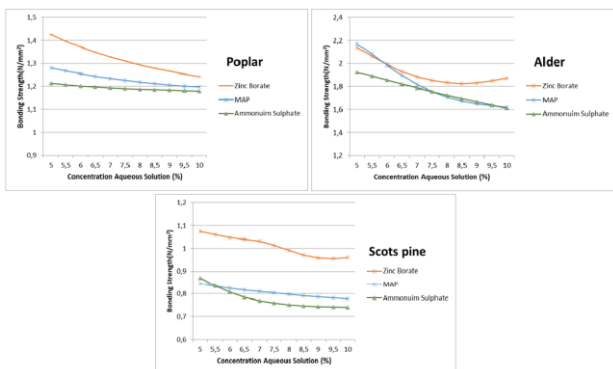 Poplar
Bonding Strength(N/mm²)
1,5
1,4
1,3
1,2
1,1
1
0,9
5 5,5 6 6,5 7 7,5 8 8,5 9 9,5 10
Concentration Aqueous Solution (%)
Zinc Borate
MAP
Ammonuim Sulphate
Alder
Bonding Strength(N/mm²)
2,4
2,2
2
1,8
1,6
1,4
1,2
5 5,5 6 6,5 7 7,5 8 8,5 9 9,5 10
Concentration Aqueous Solution (%)
Zinc Borate
MAP
Ammonuim Sulphate
Scots pine
Bonding Strength(N/mm²)
1,2
1,1
1
0,9
0,8
0,7
0,6
5 5,5 6 6,5 7 7,5 8 8,5 9 9,5 10
Concentration Aqueous Solution (%)
Zinc Borate
MAP
Ammonuim Sulphate